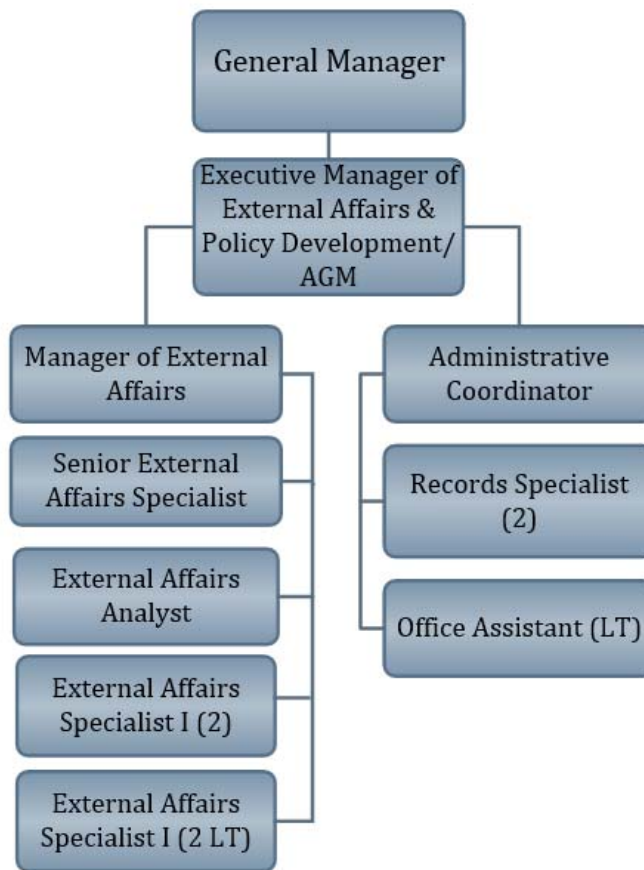 General Manager
Executive Manager of
External Affairs &
Policy Development/
AGM
Manager of External
Affairs
Senior External
Affairs Specialist
External Affairs
Analyst
External Affairs
Specialist I (2)
External Affairs
Specialist I (2 LT)
Administrative
Coordinator
Records Specialist
(2)
Office Assistant (LT)